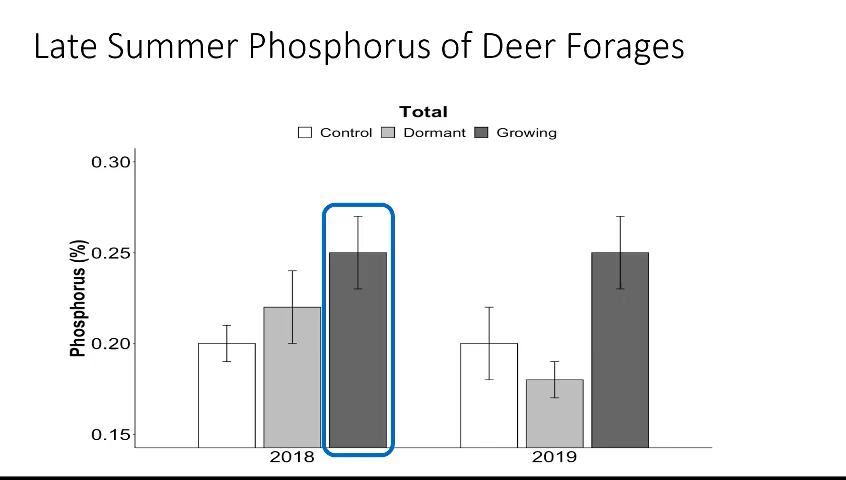 Late Summer Phosphorus of Deer Forages
Total
Control Dormant Growing
Phosphorus (%)
0.30
0.25
0.20
0.15
2018 2019